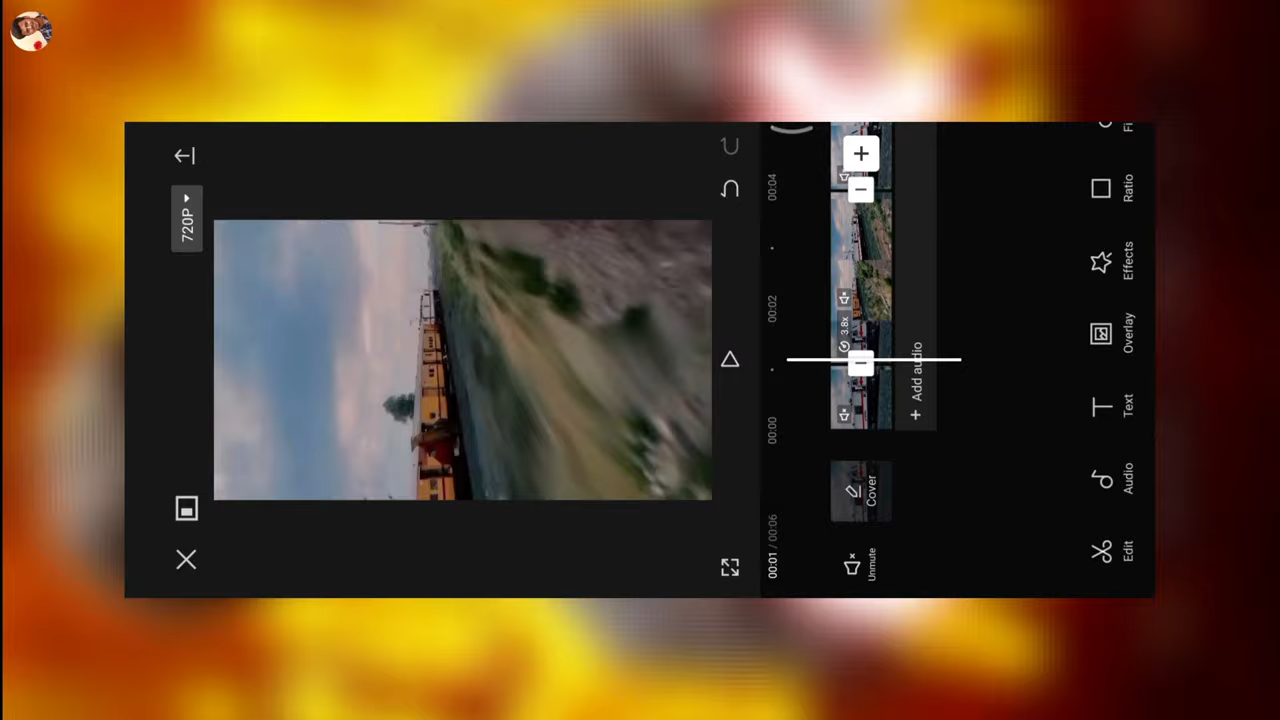 720P
00:01 / 00:06
00:00
00:02
00:04
Unmute
Cover
3.8x
+ Add audio
Edit
Audio
Text
Overlay
Effects
Ratio
Fi